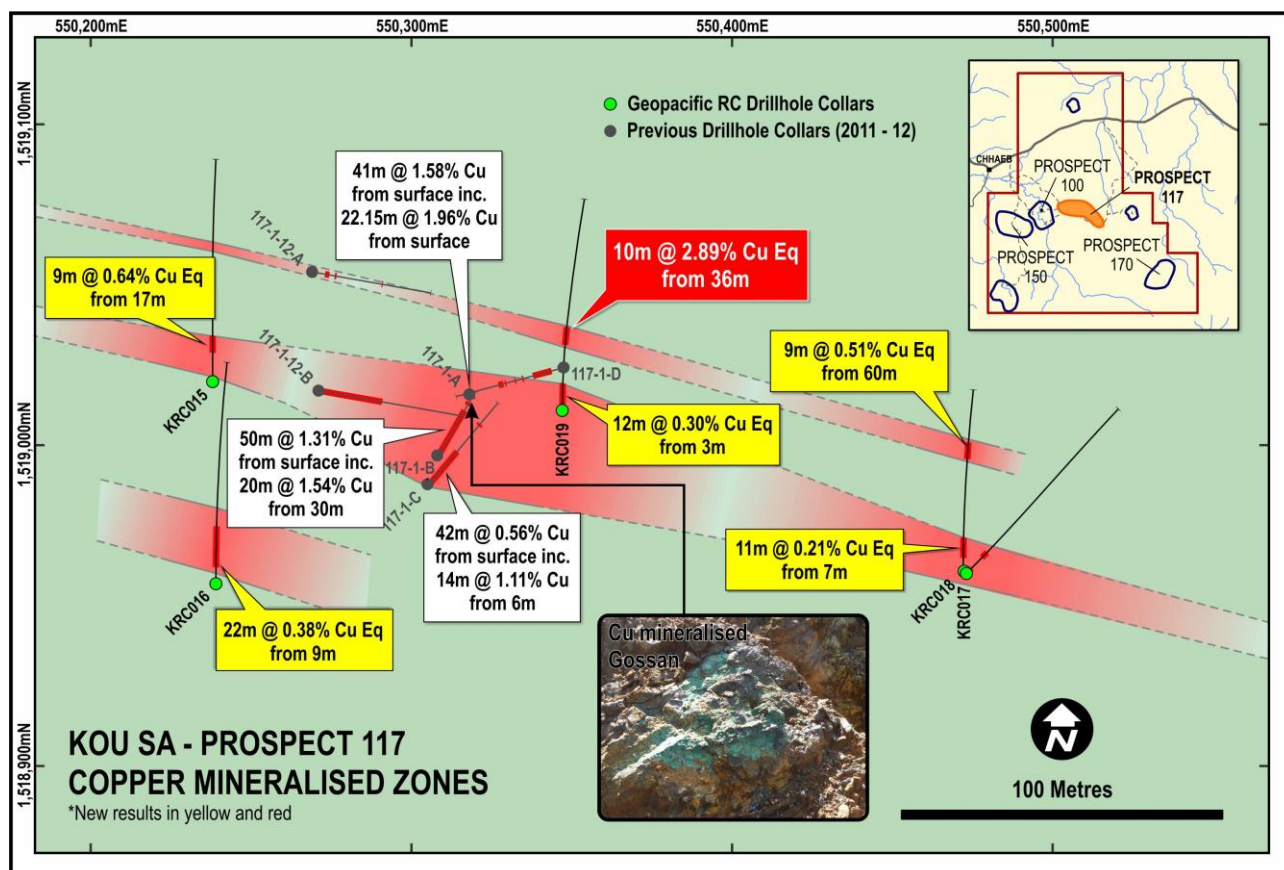 550,200mE
550,300mE
550,400mE
550,500mE
1,519,100mN
1,519,000mN
1,518,900mN
Geopacific RC Drillhole Collars
Previous Drillhole Collars (2011 - 12)
CHHAEB
PROSPECT
100
PROSPECT
117
PROSPECT
150
PROSPECT
170
41m @ 1.58% Cu
from surface inc.
22.15m @ 1.96% Cu
from surface
117-1-12-A
9m @ 0.64% Cu Eq
from 17m
10m @ 2.89% Cu Eq
from 36m
117-1-12-B
117-1-A
117-1-D
9m @ 0.51% Cu Eq
from 60m
KRC015
KRC019
12m @ 0.30% Cu Eq
from 3m
50m @ 1.31% Cu
from surface inc.
20m @ 1.54% Cu
from 30m
117-1-B
117-1-C
42m @ 0.56% Cu
from surface inc.
14m @ 1.11% Cu
from 6m
11m @ 0.21% Cu Eq
from 7m
KRC018
KRC017
KRC016
22m @ 0.38% Cu Eq
from 9m
Cu mineralised
Gossan
KOU SA - PROSPECT 117
COPPER MINERALISED ZONES
*New results in yellow and red
N
100 Metres